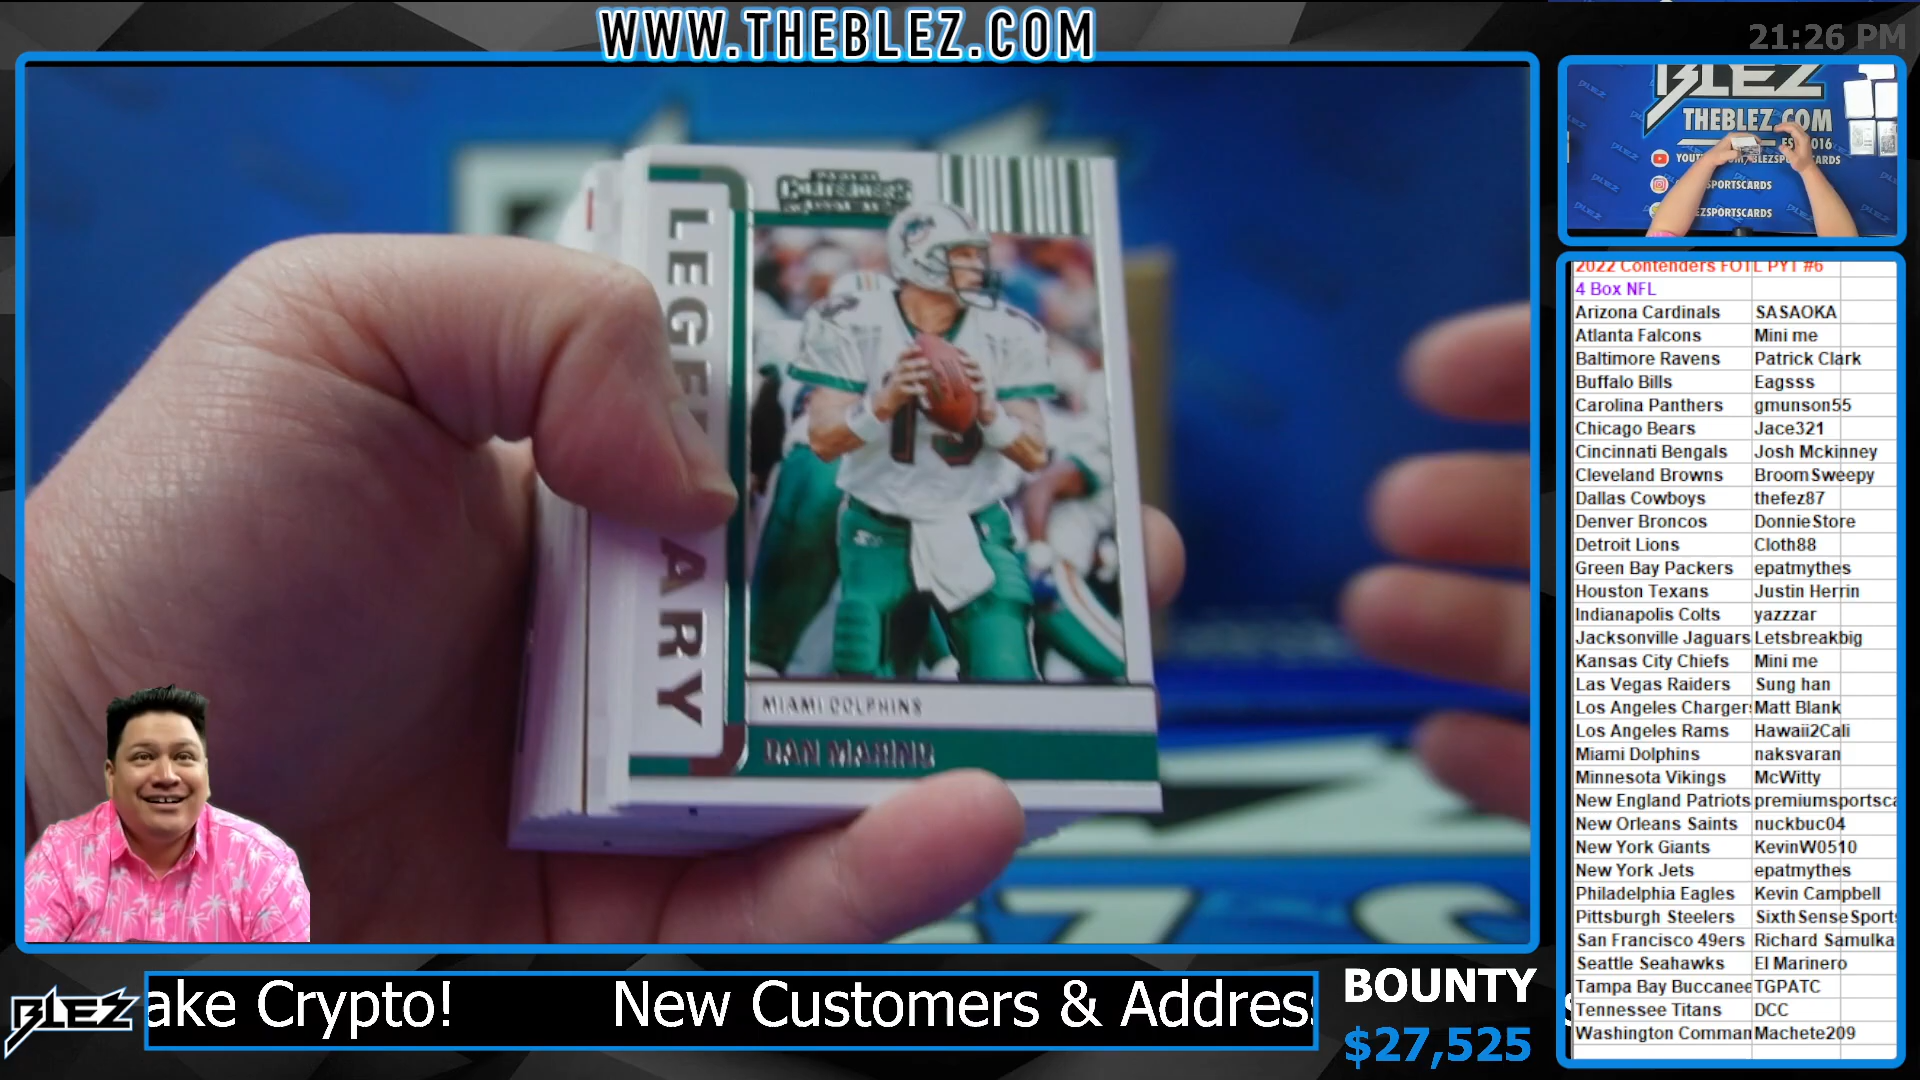 WWW.THEBLEZ.COM
21:26 PM
BLEZ
THEBLEZ.COM
SPORTSCARDS
EZSPORTSCARDS
CONTENDERS
LEGE ARY
13
MIAMI DOLPHINS
DAN MARINO
2022 Contenders FOTL PYT #6
4 Box NFL
Arizona Cardinals SASAOKA
Atlanta Falcons Mini me
Baltimore Ravens Patrick Clark
Buffalo Bills Eagsss
Carolina Panthers gmunson55
Chicago Bears Jace321
Cincinnati Bengals Josh Mckinney
Cleveland Browns BroomSweepy
Dallas Cowboys thefez87
Denver Broncos DonnieStore
Detroit Lions Cloth88
Green Bay Packers epatmythes
Houston Texans Justin Herrin
Indianapolis Colts yazzzar
Jacksonville Jaguars Letsbreakbig
Kansas City Chiefs Mini me
Las Vegas Raiders Sung han
Los Angeles Charger Matt Blank
Los Angeles Rams Hawaii2Cali
Miami Dolphins naksvaran
Minnesota Vikings McWitty
New England Patriots premiumsportsca
New Orleans Saints nuckbuc04
New York Giants KevinW0510
New York Jets epatmythes
Philadelphia Eagles Kevin Campbell
Pittsburgh Steelers SixthSenseSports
San Francisco 49ers Richard Samulka
Seattle Seahawks El Marinero
Tampa Bay Buccanee TGPATC
Tennessee Titans DCC
Washington Comman Machete209
BLEZ
ake Crypto! New Customers & Address
BOUNTY
$27,525